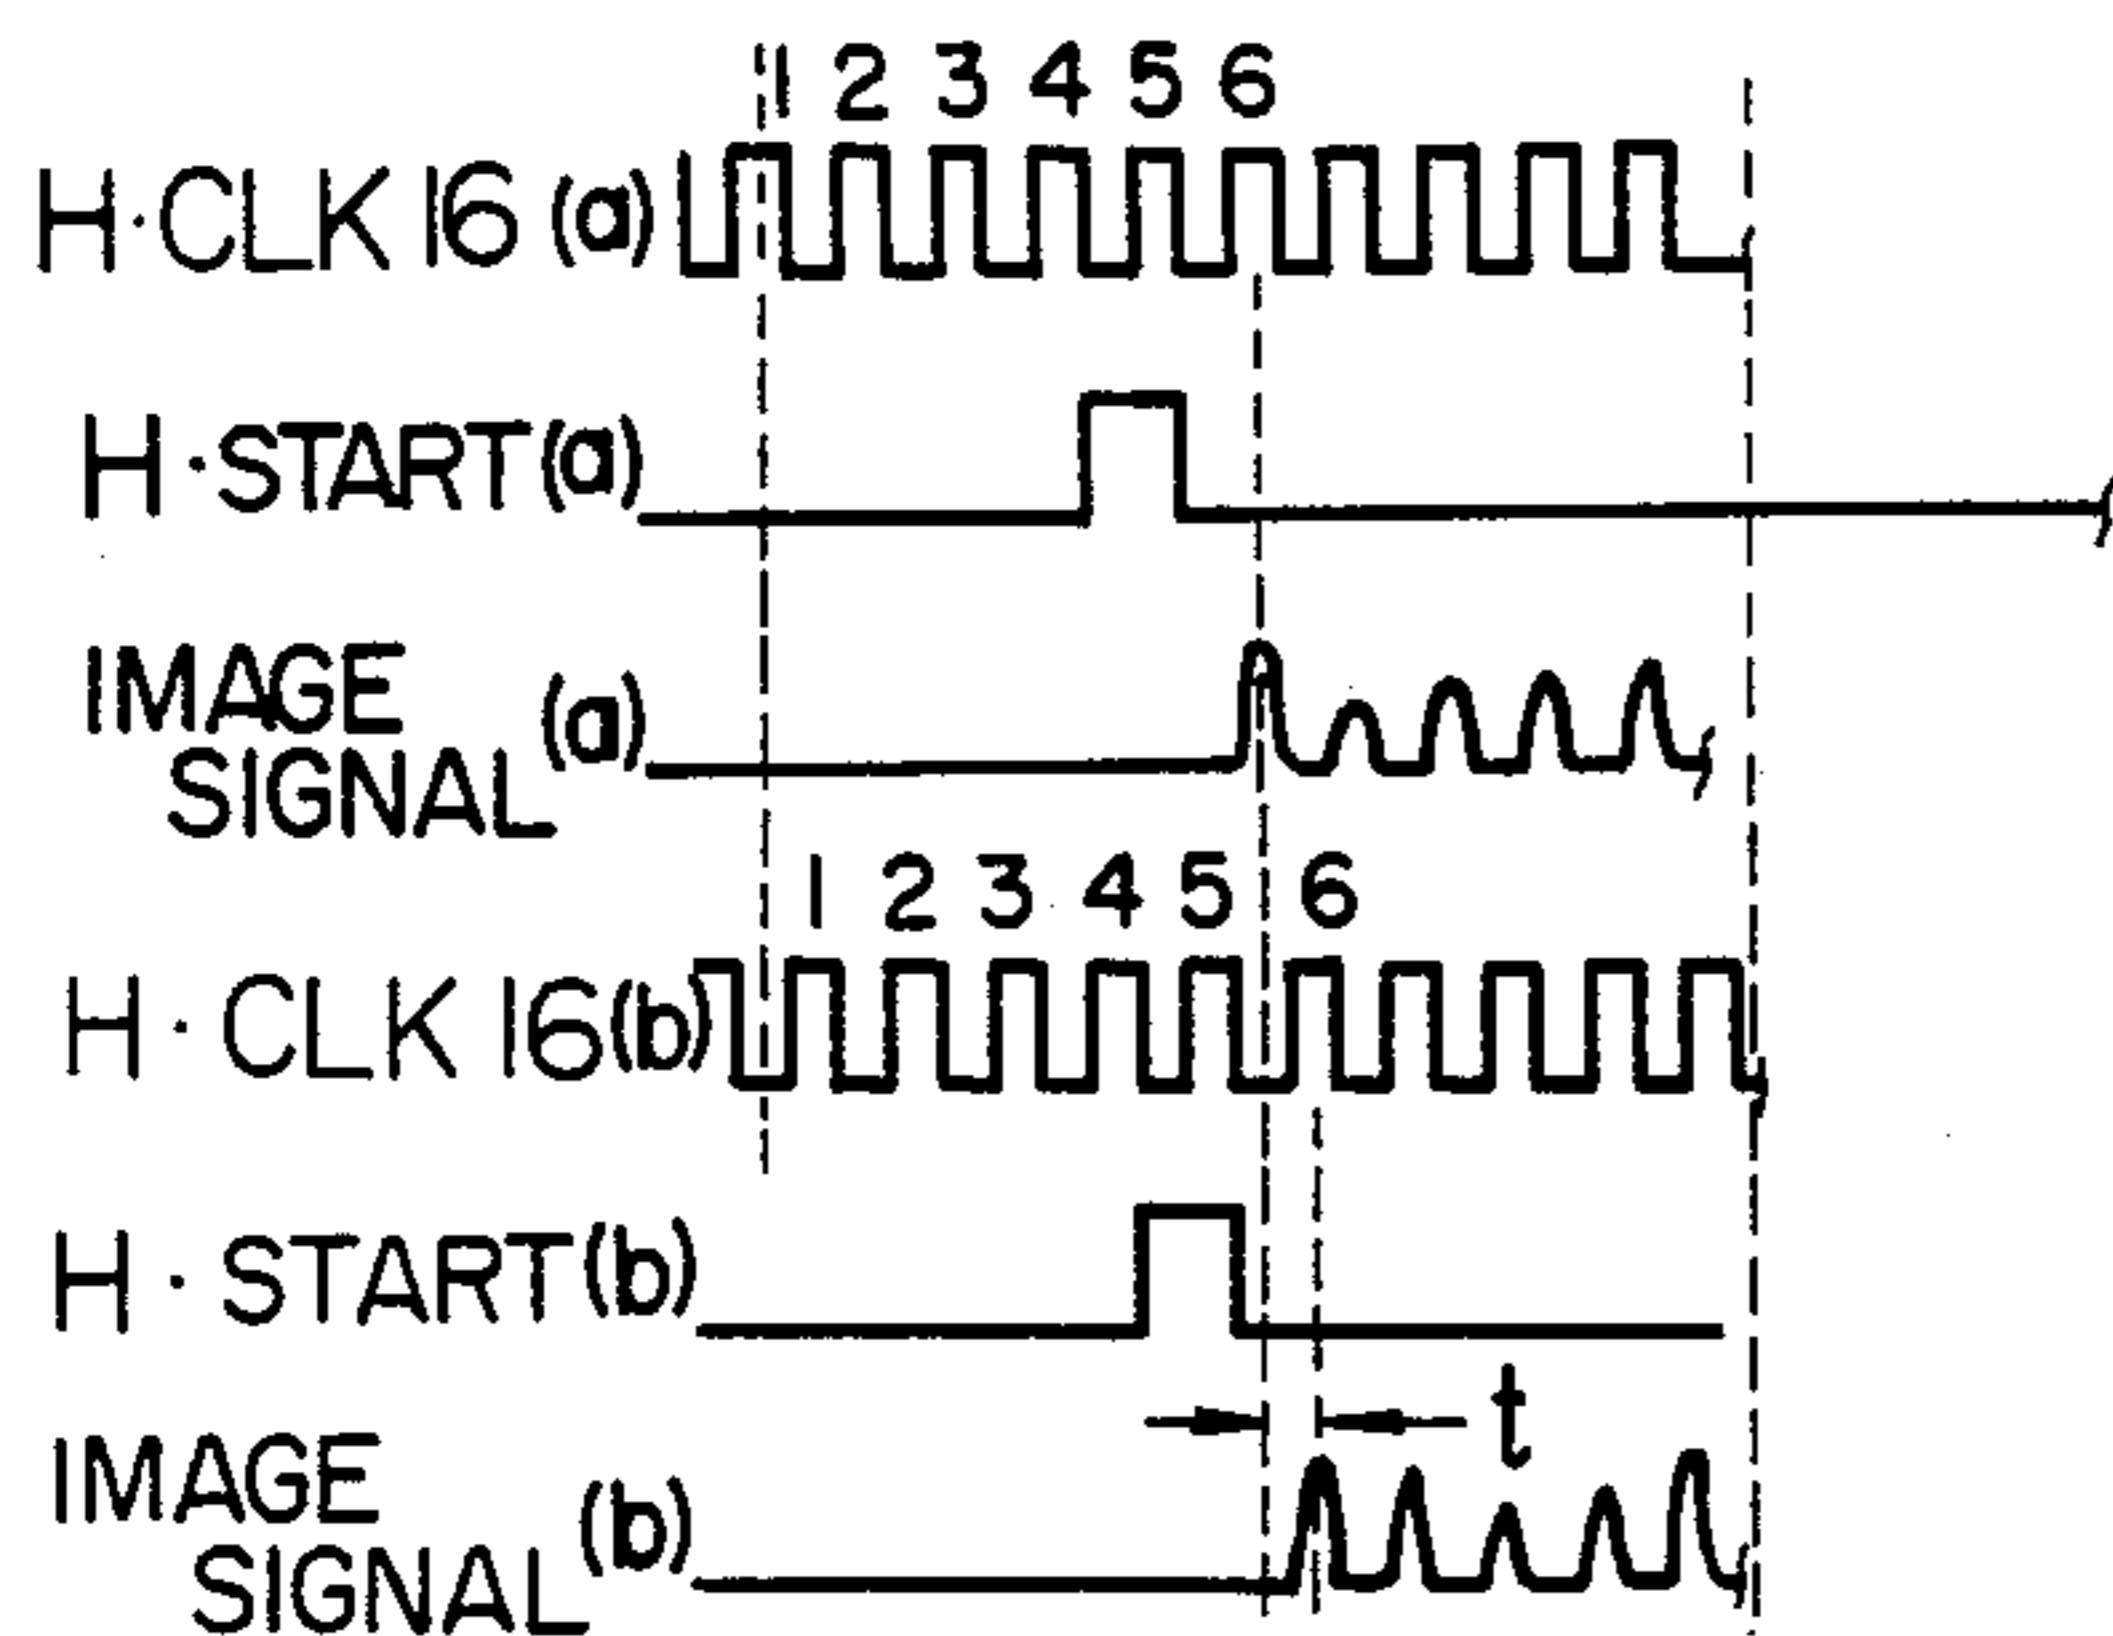 1 2 3 4 5 6
H·CLK 16 (a)
H·START (a)
IMAGE
SIGNAL (a)
1 2 3 4 5 6
H·CLK 16 (b)
H·START (b)
t
IMAGE
SIGNAL (b)